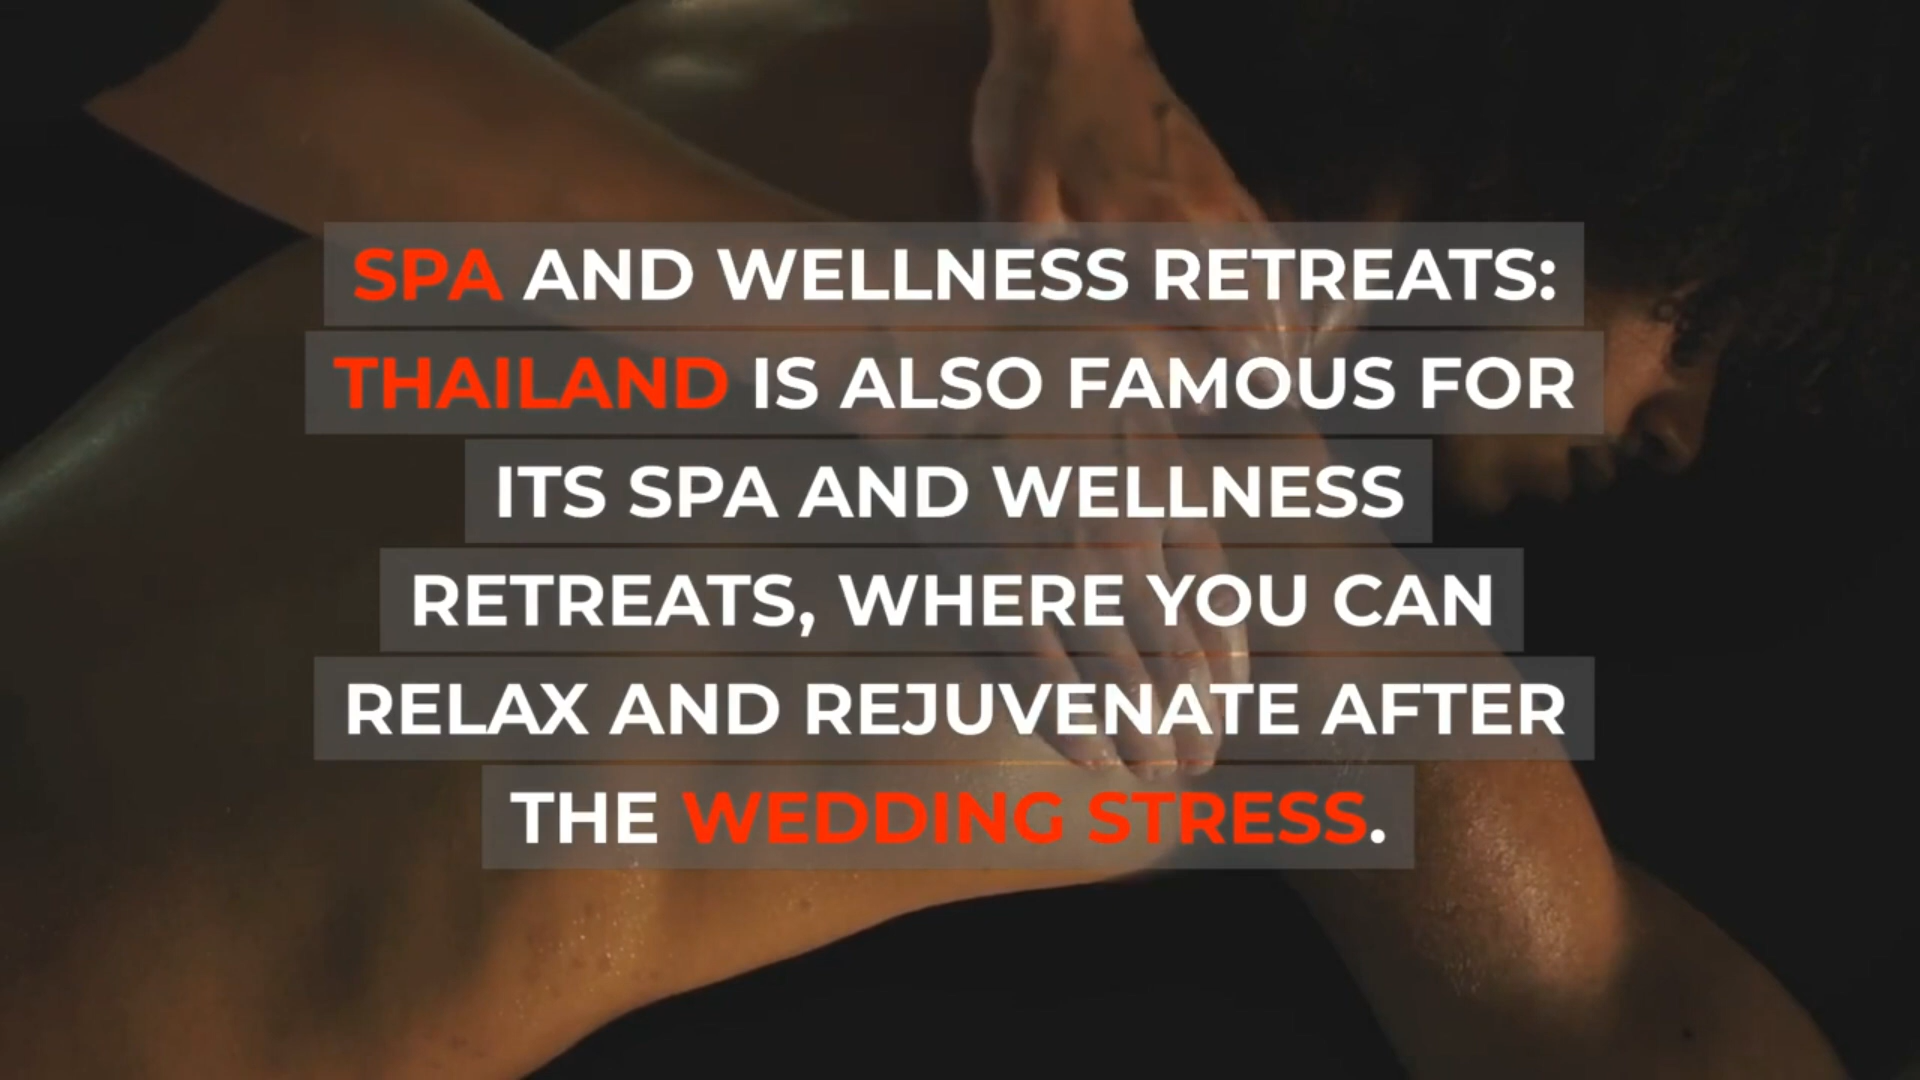 SPA AND WELLNESS RETREATS:
THAILAND IS ALSO FAMOUS FOR
ITS SPA AND WELLNESS
RETREATS, WHERE YOU CAN
RELAX AND REJUVENATE AFTER
THE WEDDING STRESS.